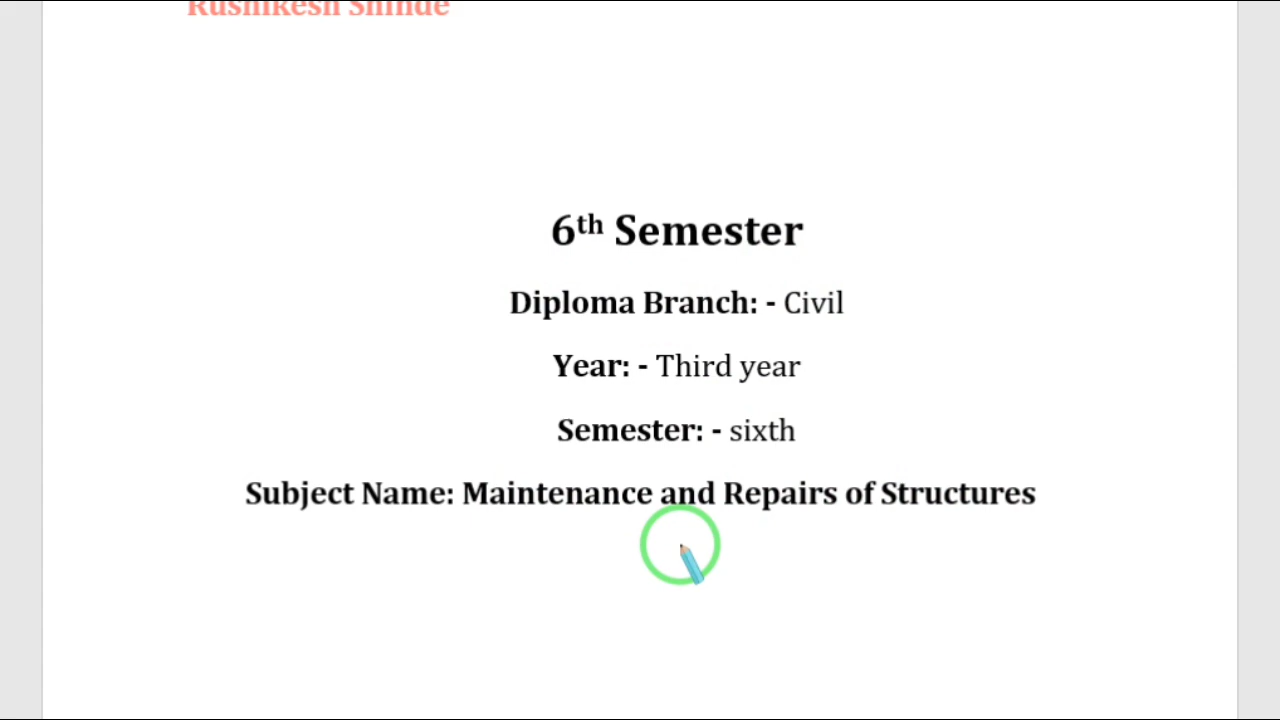 Rushikesh Shinde
6th Semester
Diploma Branch: - Civil
Year: - Third year
Semester: - sixth
Subject Name: Maintenance and Repairs of Structures